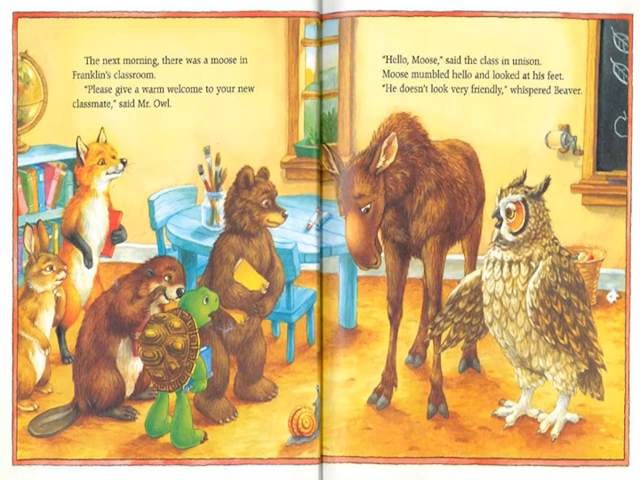 The next morning, there was a moose in
Franklin's classroom.
"Please give a warm welcome to your new
classmate," said Mr. Owl.
"Hello, Moose," said the class in unison.
Moose mumbled hello and looked at his feet.
"He doesn't look very friendly," whispered Beaver.